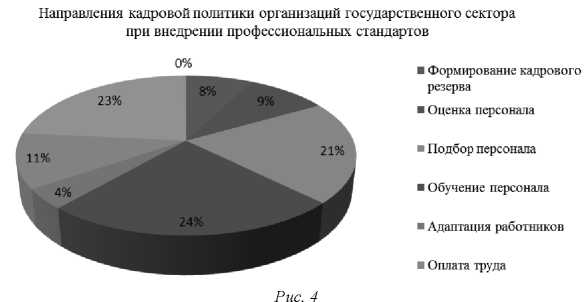 Направления кадровой политики организаций государственного сектора
при внедрении профессиональных стандартов
0%
8%
9%
21%
24%
4%
11%
23%
Формирование кадрового
резерва
Оценка персонала
Подбор персонала
Обучение персонала
Адаптация работников
Оплата труда
Рис. 4